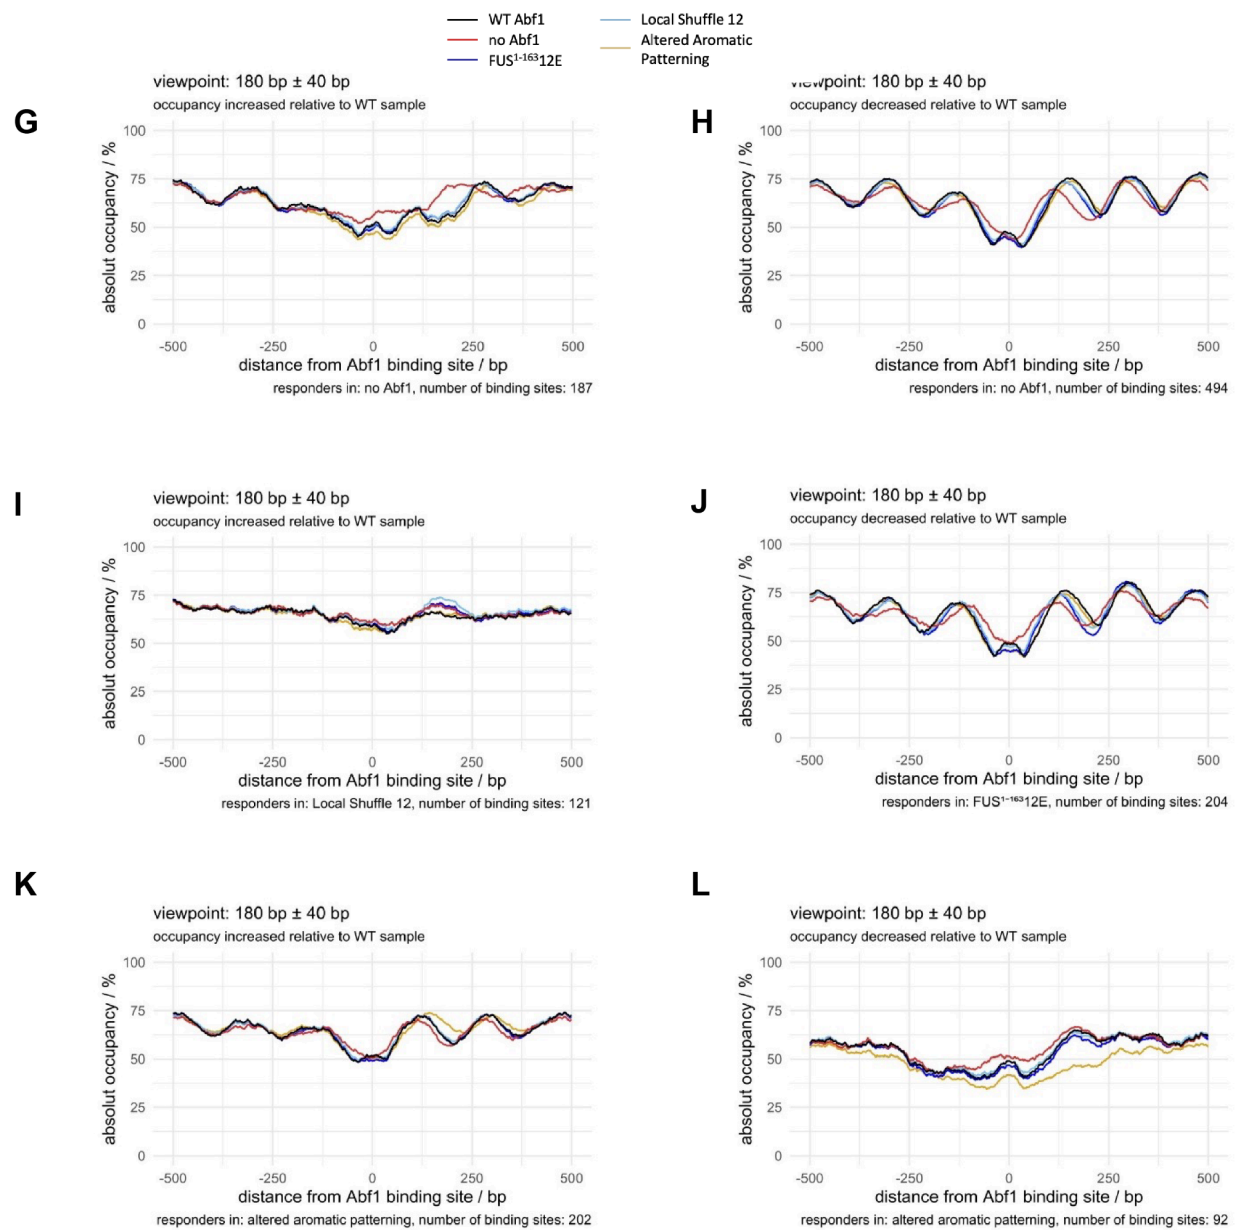 WT Abf1
no Abf1
FUS¹⁻¹⁶³12E
Local Shuffle 12
Altered Aromatic
Patterning
G
viewpoint: 180 bp ± 40 bp
occupancy increased relative to WT sample
absolut occupancy / %
100
75
50
25
0
-500 -250 0 250 500
distance from Abf1 binding site / bp
responders in: no Abf1, number of binding sites: 187
H
viewpoint: 180 bp ± 40 bp
occupancy decreased relative to WT sample
absolut occupancy / %
100
75
50
25
0
-500 -250 0 250 500
distance from Abf1 binding site / bp
responders in: no Abf1, number of binding sites: 494
I
viewpoint: 180 bp ± 40 bp
occupancy increased relative to WT sample
absolut occupancy / %
100
75
50
25
0
-500 -250 0 250 500
distance from Abf1 binding site / bp
responders in: Local Shuffle 12, number of binding sites: 121
J
viewpoint: 180 bp ± 40 bp
occupancy decreased relative to WT sample
absolut occupancy / %
100
75
50
25
0
-500 -250 0 250 500
distance from Abf1 binding site / bp
responders in: FUS¹⁻¹⁶³12E, number of binding sites: 204
K
viewpoint: 180 bp ± 40 bp
occupancy increased relative to WT sample
absolut occupancy / %
100
75
50
25
0
-500 -250 0 250 500
distance from Abf1 binding site / bp
responders in: altered aromatic patterning, number of binding sites: 202
L
viewpoint: 180 bp ± 40 bp
occupancy decreased relative to WT sample
absolut occupancy / %
100
75
50
25
0
-500 -250 0 250 500
distance from Abf1 binding site / bp
responders in: altered aromatic patterning, number of binding sites: 92